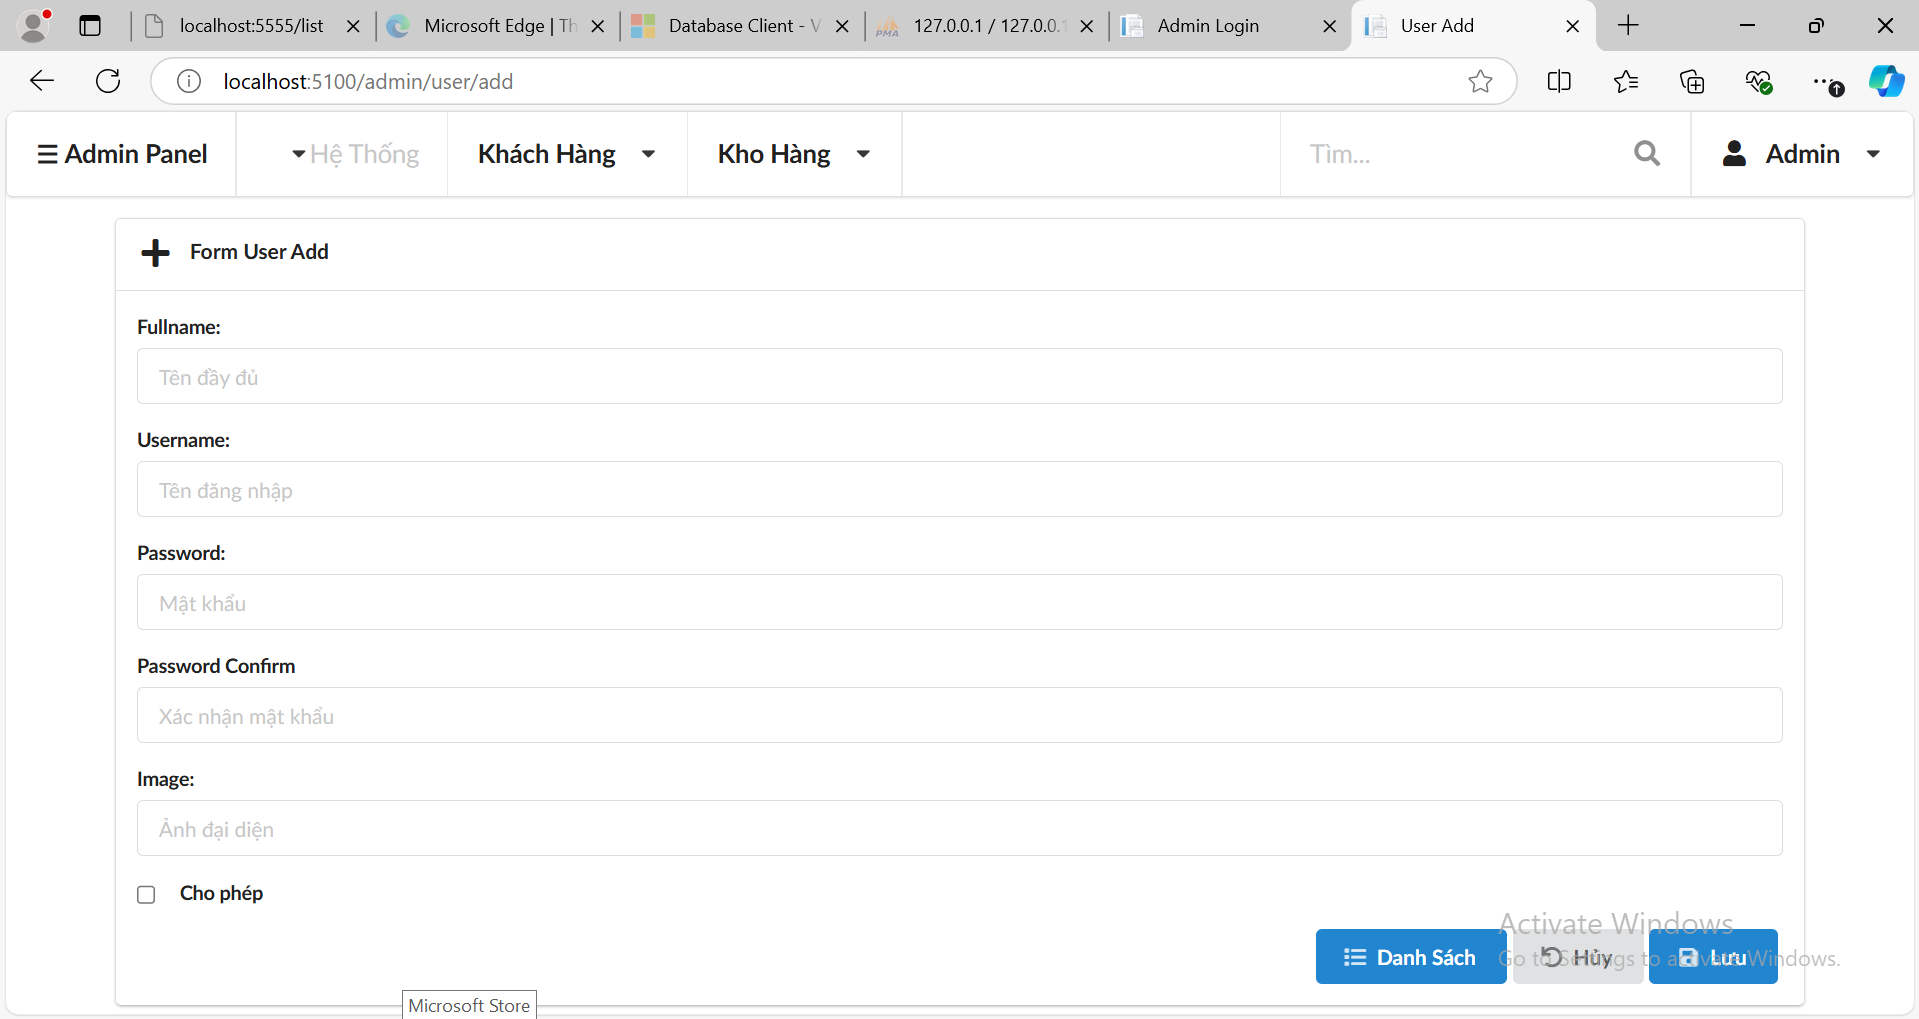 localhost:5555/list
Microsoft Edge | Th
Database Client - V
127.0.0.1 / 127.0.0.1
Admin Login
User Add
localhost:5100/admin/user/add
Admin Panel
Hệ Thống
Khách Hàng
Kho Hàng
Tìm...
Admin
Form User Add
Fullname:
Tên đầy đủ
Username:
Tên đăng nhập
Password:
Mật khẩu
Password Confirm
Xác nhận mật khẩu
Image:
Ảnh đại diện
Cho phép
Activate Windows
Go to Settings to activate Windows.
Danh Sách
Hủy
Lưu
Microsoft Store